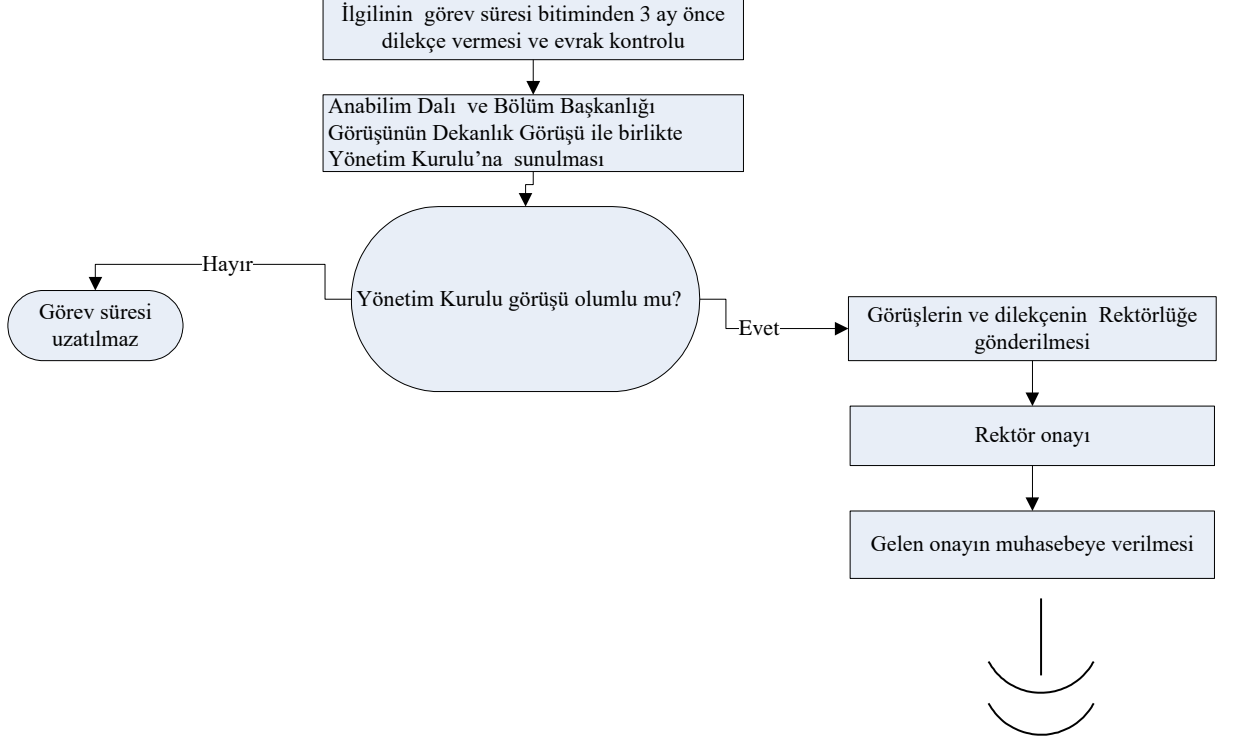 İlgilinin görev süresi bitiminden 3 ay önce
dilekçe vermesi ve evrak kontrolu
Anabilim Dalı ve Bölüm Başkanlığı
Görüşünün Dekanlık Görüşü ile birlikte
Yönetim Kurulu’na sunulması
Hayır
Görev süresi
uzatılmaz
Yönetim Kurulu görüşü olumlu mu?
Evet
Görüşlerin ve dilekçenin Rektörlüğe
gönderilmesi
Rektör onayı
Gelen onayın muhasebeye verilmesi